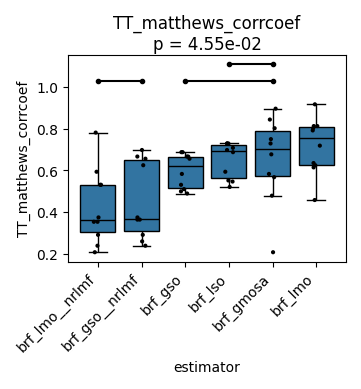 TT_matthews_corrcoef
p = 4.55e-02
TT_matthews_corrcoef
1.0
0.8
0.6
0.4
0.2
brf_lmo__nrlmf
brf_gso__nrlmf
brf_gso
brf_lso
brf_gmosa
brf_lmo
estimator